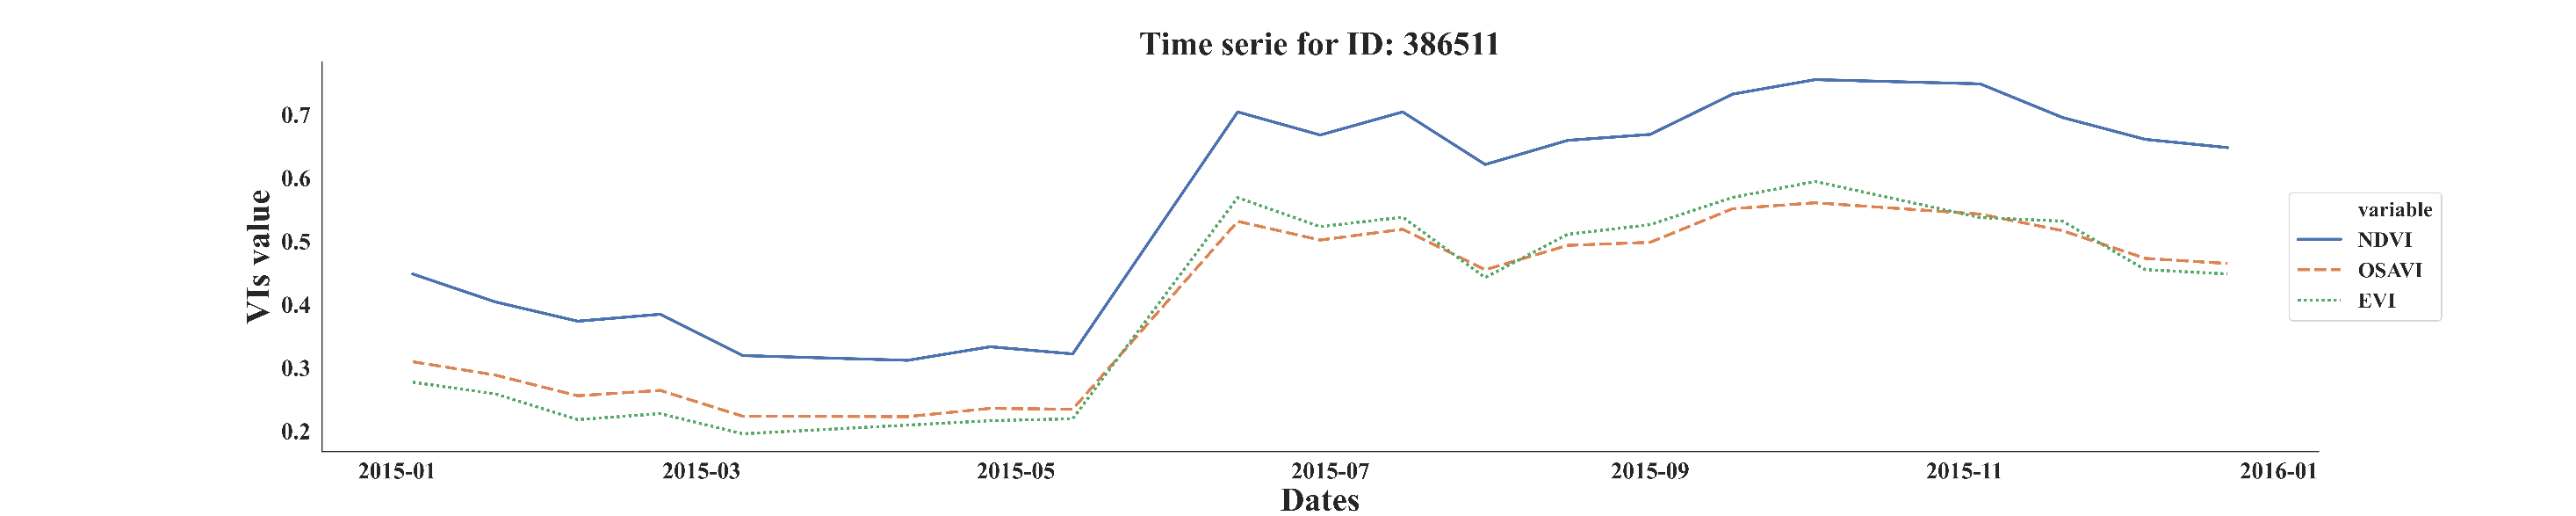 Time serie for ID: 386511
VIs value
0.7
0.6
0.5
0.4
0.3
0.2
2015-01 2015-03 2015-05 2015-07 2015-09 2015-11 2016-01
Dates
variable
NDVI
OSAVI
EVI